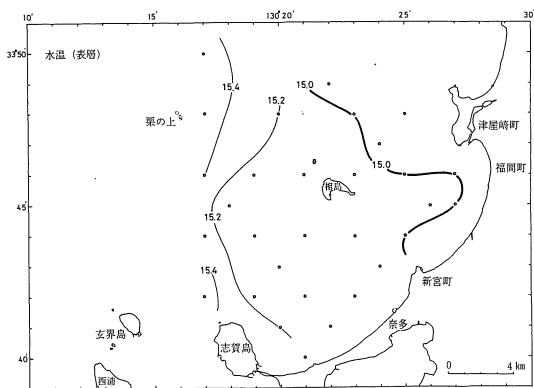 10' 15' 130°20' 25' 30'
33°50' 水温（表層）
15.4
15.0
15.2
栗の上
津屋崎町
15.0
福間町
相島
45'
15.2
15.4
新宮町
奈多
玄界島
志賀島
40'
西浦
0 4 km